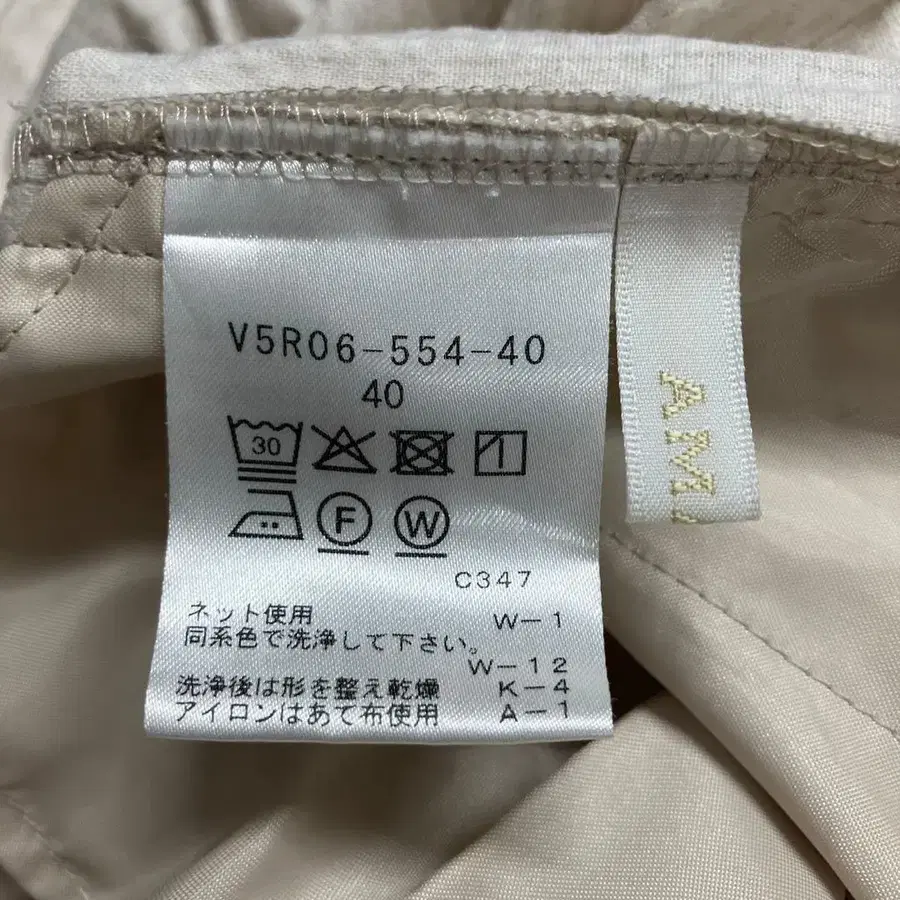 V5R06-554-40
40
30
F W
C347
ネット使用 W-1
同系色で洗浄して下さい。
W-12
洗浄後は形を整え乾燥 K-4
アイロンはあて布使用 A-1
AM